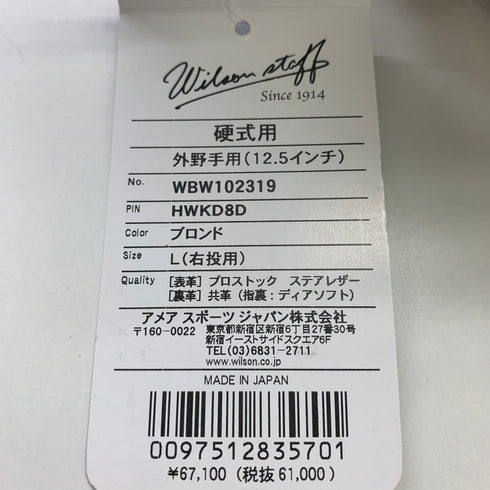 Wilson staff
Since 1914
硬式用
外野手用(12.5インチ)
No. WBW102319
PIN HWKD8D
Color ブロンド
Size L(右投用)
Quality [表革] プロストック ステアレザー
[裏革] 共革 (指裏:ディアソフト)
アメア スポーツ ジャパン株式会社
〒160-0022 東京都新宿区新宿6丁目27番30号
新宿イーストサイドスクエア6F
TEL(03)6831-2711
www.wilson.co.jp
MADE IN JAPAN
0097512835701
¥67,100 (税抜 61,000)